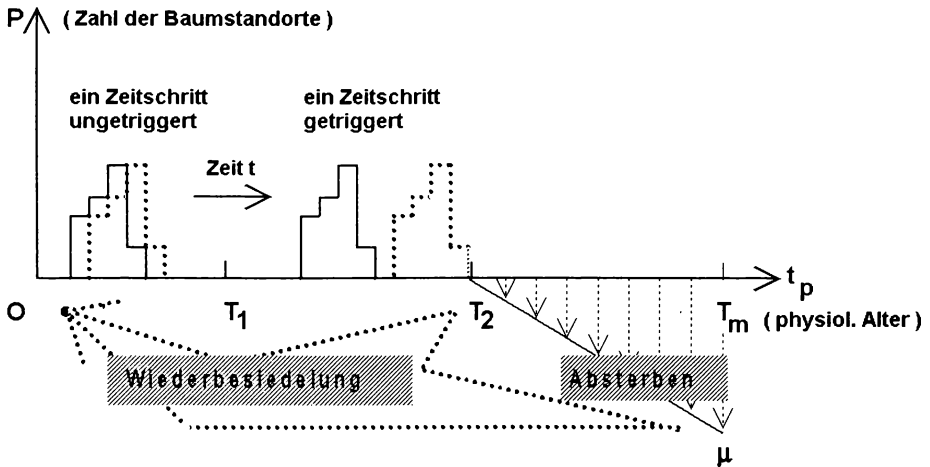 P ( Zahl der Baumstandorte )
ein Zeitschritt
ungetriggert
ein Zeitschritt
getriggert
Zeit t
t p
O T1 T2 Tm ( physiol. Alter )
Wiederbesiedelung Absterben
μ